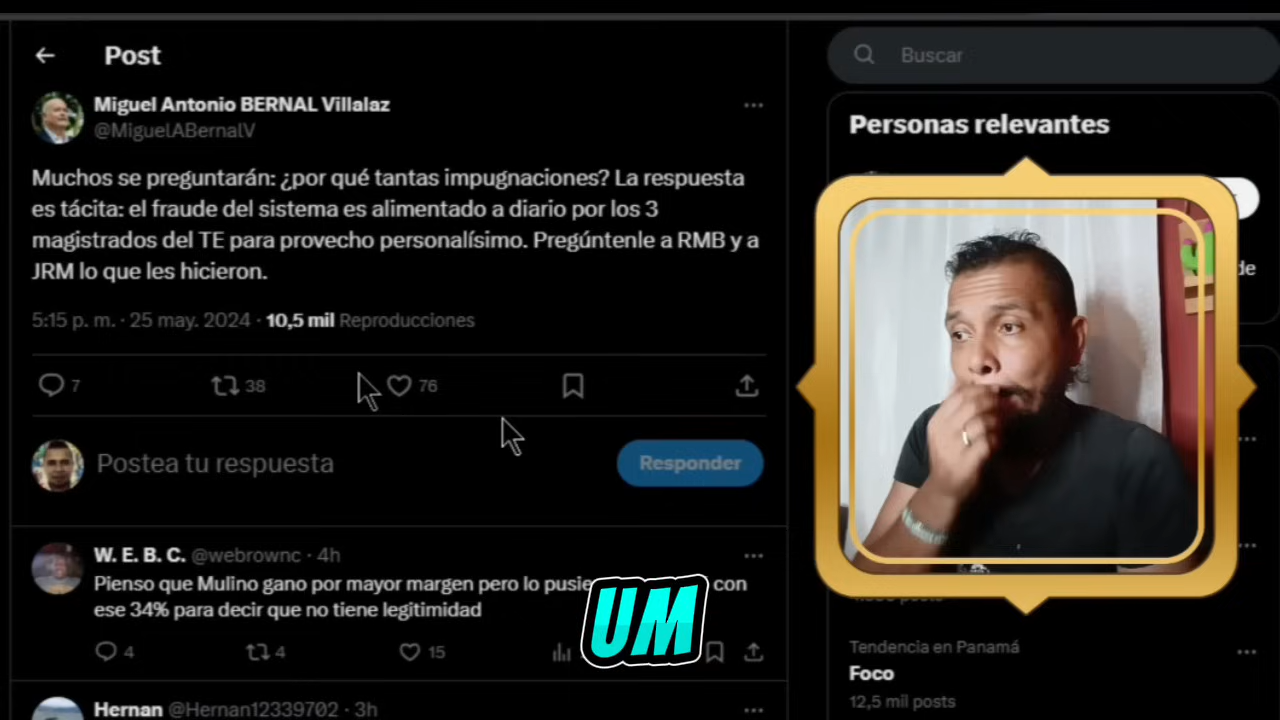 Post
Buscar
Miguel Antonio BERNAL Villalaz
@MiguelABernalV
Personas relevantes
Muchos se preguntarán: ¿por qué tantas impugnaciones? La respuesta
es tácita: el fraude del sistema es alimentado a diario por los 3
magistrados del TE para provecho personalísimo. Pregúntenle a RMB y a
JRM lo que les hicieron.
de
5:15 p. m. · 25 may. 2024 · 10,5 mil Reproducciones
7
38
76
Postea tu respuesta
Responder
W. E. B. C. @webrownc · 4h
Pienso que Mulino gano por mayor margen pero lo con
ese 34% para decir que no tiene legitimidad
UM
4
4
15
posts
Tendencia en Panamá
Foco
12,5 mil posts
Hernan @Hernan12339702 · 3h